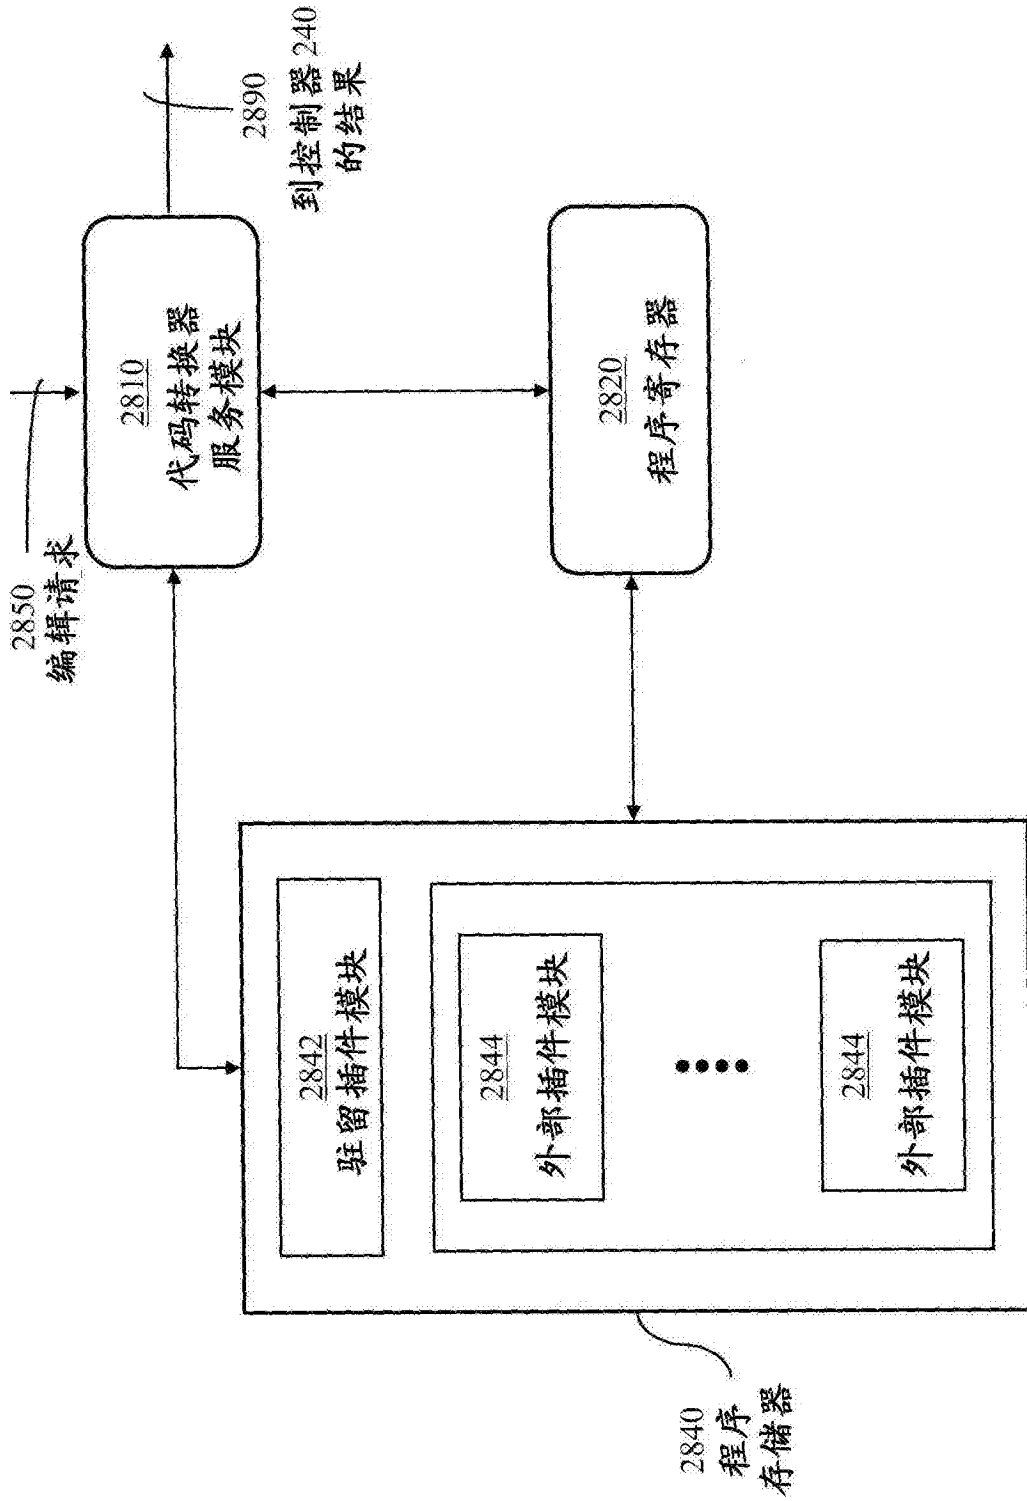 2850
编辑请求
2810
代码转换器
服务模块
2890
到控制器 240
的结果
2820
程序寄存器
2842
驻留插件模块
2844
外部插件模块
2844
外部插件模块
2840
程序
存储器